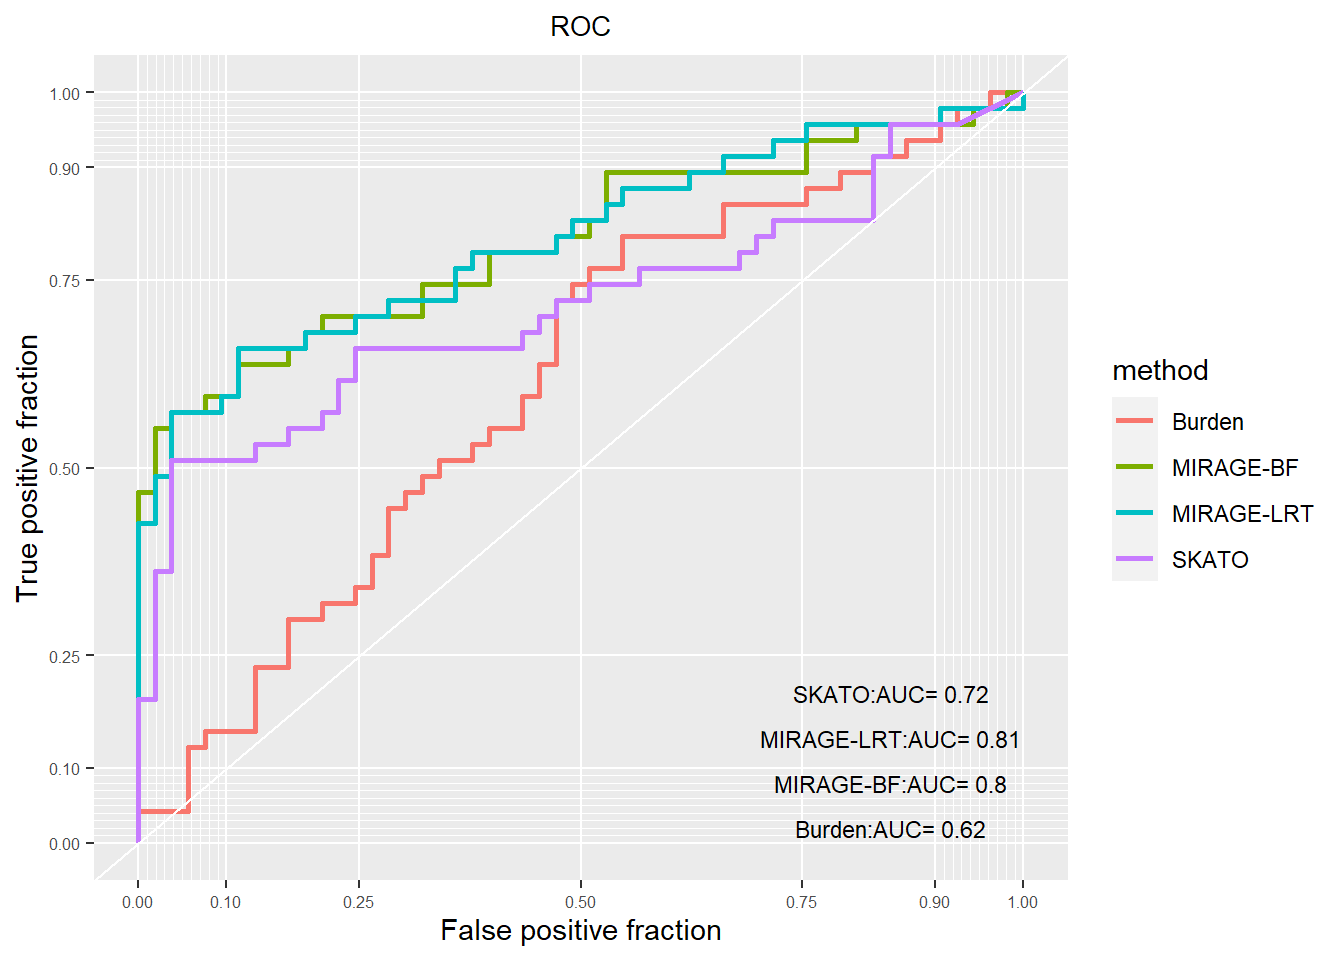 ROC
True positive fraction
1.00
0.90
0.75
0.50
0.25
0.10
0.00
SKATO:AUC= 0.72
MIRAGE-LRT:AUC= 0.81
MIRAGE-BF:AUC= 0.8
Burden:AUC= 0.62
0.00 0.10 0.25 0.50 0.75 0.90 1.00
False positive fraction
method
Burden
MIRAGE-BF
MIRAGE-LRT
SKATO